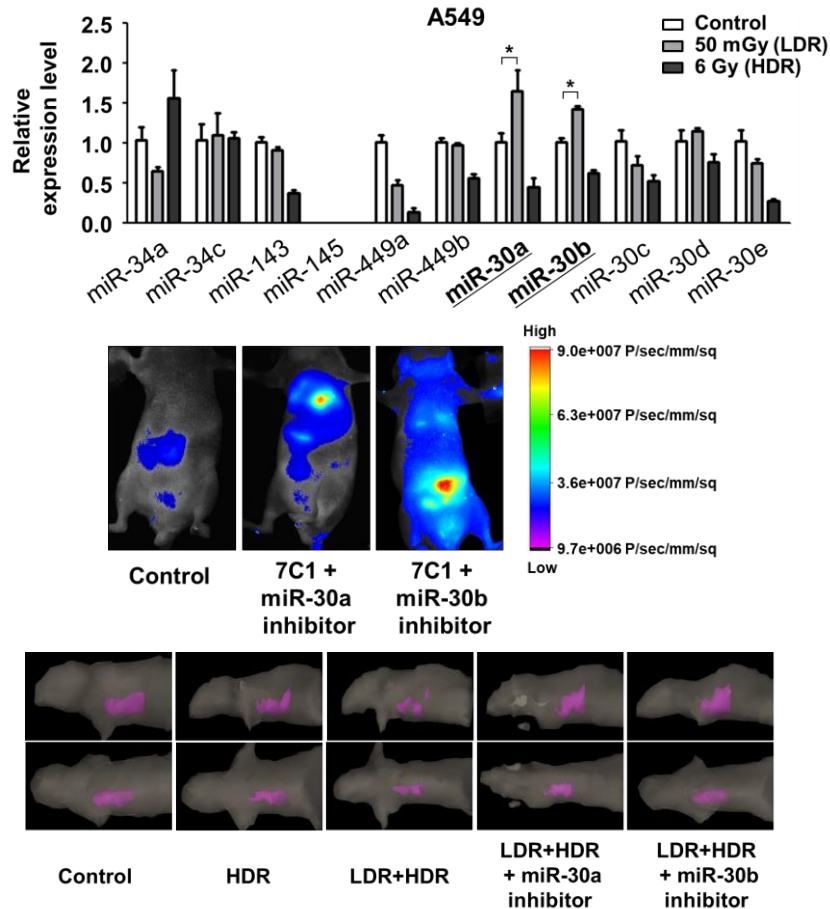 A549
Control
50 mGy (LDR)
6 Gy (HDR)
Relative
expression level
2.5
2.0
1.5
1.0
0.5
0.0
*
*
miR-34a
miR-34c
miR-143
miR-145
miR-449a
miR-449b
miR-30a
miR-30b
miR-30c
miR-30d
miR-30e
High
9.0e+007 P/sec/mm/sq
6.3e+007 P/sec/mm/sq
3.6e+007 P/sec/mm/sq
9.7e+006 P/sec/mm/sq
Low
Control
7C1 +
miR-30a
inhibitor
7C1 +
miR-30b
inhibitor
Control
HDR
LDR+HDR
LDR+HDR
+ miR-30a
inhibitor
LDR+HDR
+ miR-30b
inhibitor